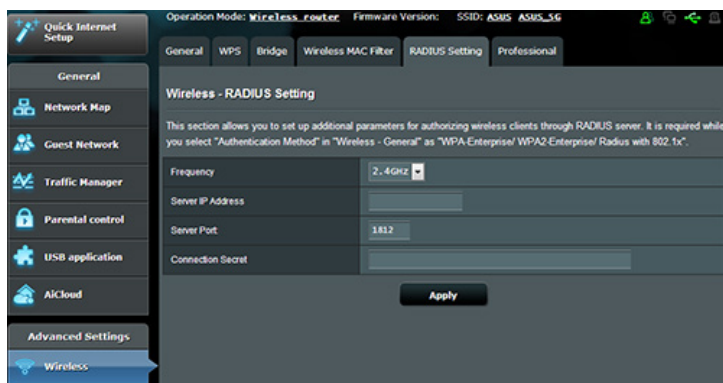 Quick Internet
Setup
Operation Mode: Wireless router Firmware Version: SSID: ASUS ASUS_5G
General WPS Bridge Wireless MAC Filter RADIUS Setting Professional
General
Network Map
Guest Network
Traffic Manager
Parental control
USB application
AiCloud
Advanced Settings
Wireless
Wireless - RADIUS Setting
This section allows you to set up additional parameters for authorizing wireless clients through RADIUS server. It is required while
you select "Authentication Method" in "Wireless - General" as "WPA-Enterprise/ WPA2-Enterprise/ Radius with 802.1x".
Frequency 2.4GHz
Server IP Address
Server Port 1812
Connection Secret
Apply